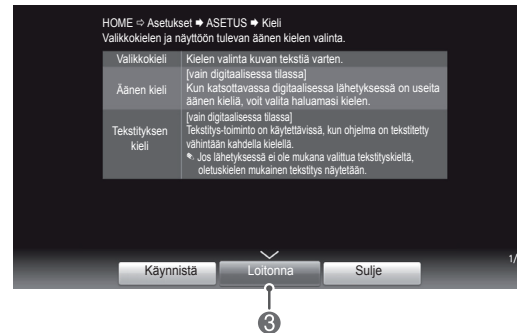 HOME ⇨ Asetukset ➡ ASETUS ➡ Kieli
Valikkokielen ja näyttöön tulevan äänen kielen valinta.
Valikkokieli
Kielen valinta kuvan tekstiä varten.
Äänen kieli
[vain digitaalisessa tilassa]
Kun katsottavassa digitaalisessa lähetyksessä on useita
äänen kieliä, voit valita haluamasi kielen.
Tekstityksen
kieli
[vain digitaalisessa tilassa]
Tekstitys-toiminto on käytettävissä, kun ohjelma on tekstitetty
vähintään kahdella kielellä.
✎ Jos lähetyksessä ei ole mukana valittua tekstityskieltä,
oletuskielen mukainen tekstitys näytetään.
1/
Käynnistä
Loitonna
Sulje
3